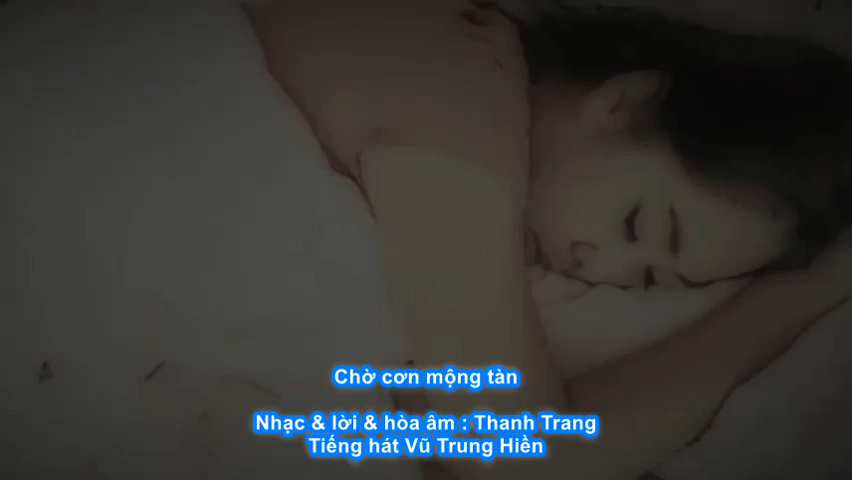 Chờ cơn mộng tàn
Nhạc & lời & hòa âm : Thanh Trang
Tiếng hát Vũ Trung Hiền